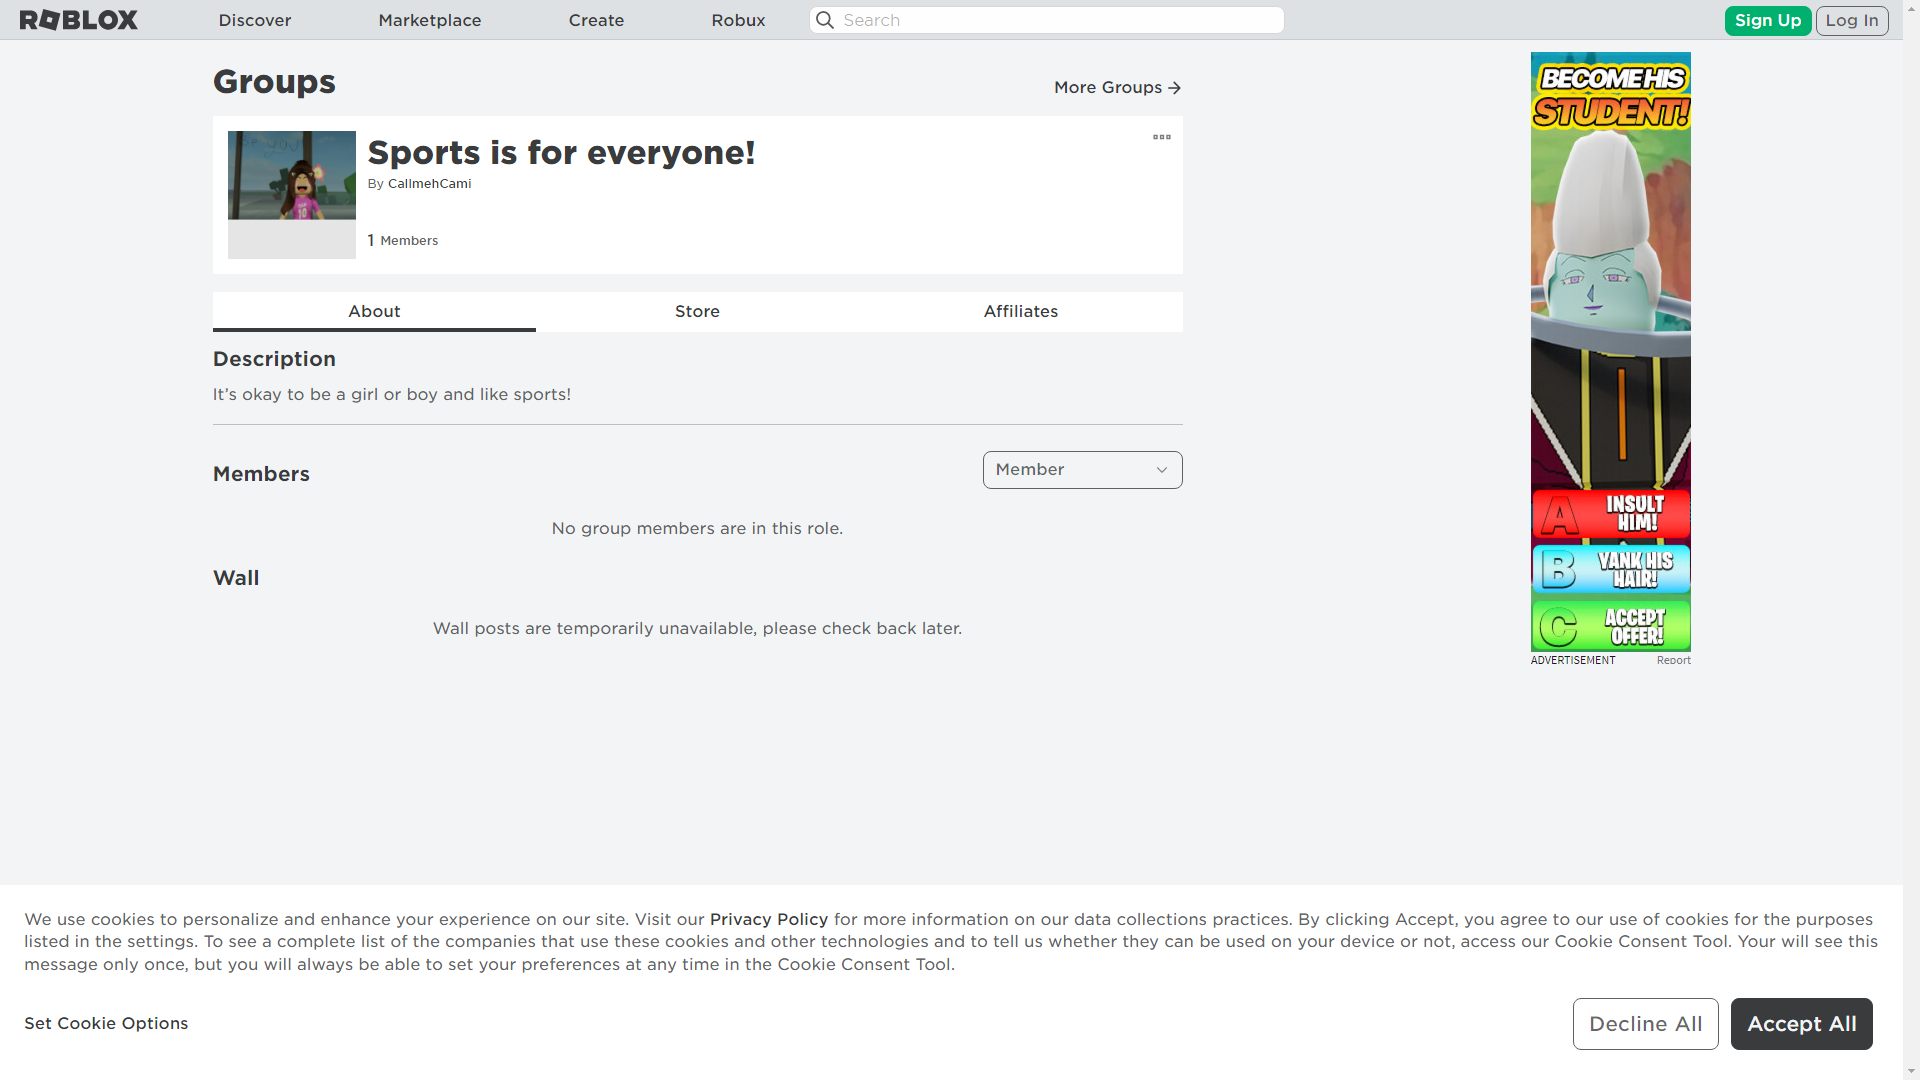 ROBLOX
Discover
Marketplace
Create
Robux
Search
Sign Up
Log In
Groups
More Groups
Sports is for everyone!
By CallmehCami
1 Members
About
Store
Affiliates
Description
It’s okay to be a girl or boy and like sports!
Members
Member
No group members are in this role.
Wall
Wall posts are temporarily unavailable, please check back later.
BECOME HIS
STUDENT!
A
INSULT
HIM!
B
YANK HIS
HAIR!
C
ACCEPT
OFFER!
ADVERTISEMENT
Report
We use cookies to personalize and enhance your experience on our site. Visit our Privacy Policy for more information on our data collections practices. By clicking Accept, you agree to our use of cookies for the purposes
listed in the settings. To see a complete list of the companies that use these cookies and other technologies and to tell us whether they can be used on your device or not, access our Cookie Consent Tool. Your will see this
message only once, but you will always be able to set your preferences at any time in the Cookie Consent Tool.
Set Cookie Options
Decline All
Accept All